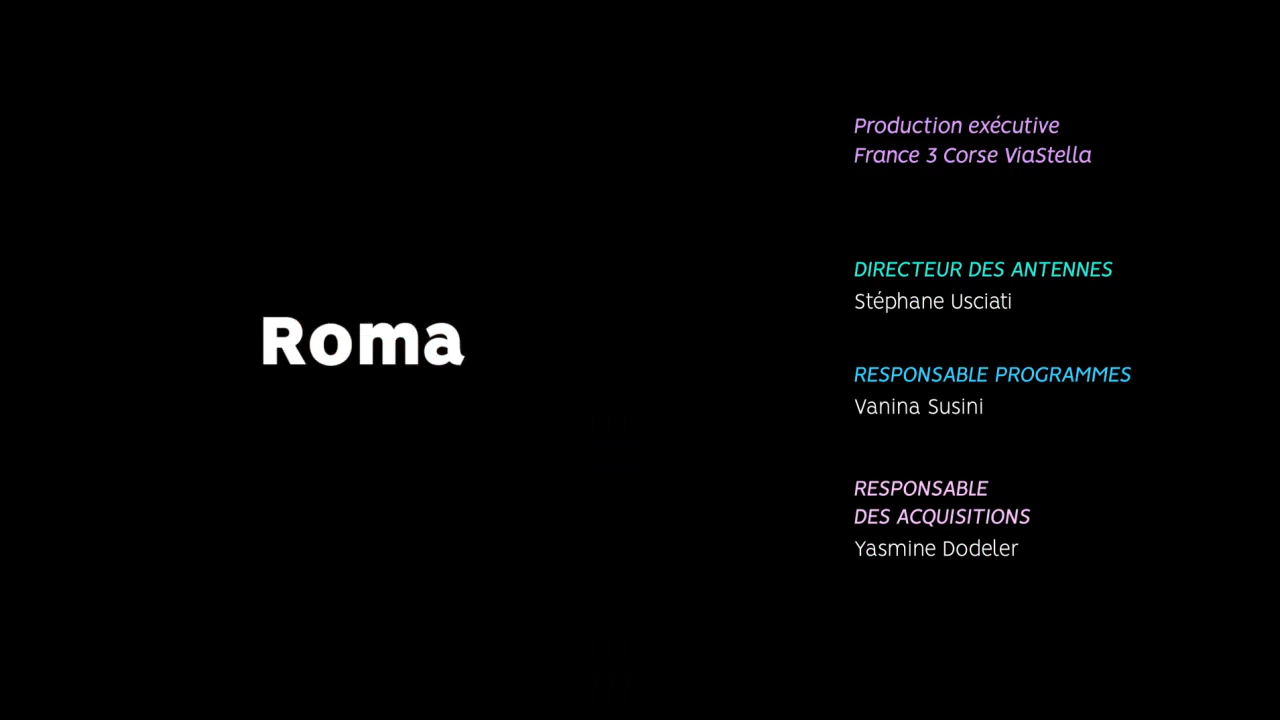 Roma
Production exécutive
France 3 Corse ViaStella
DIRECTEUR DES ANTENNES
Stéphane Usciati
RESPONSABLE PROGRAMMES
Vanina Susini
RESPONSABLE
DES ACQUISITIONS
Yasmine Dodeler